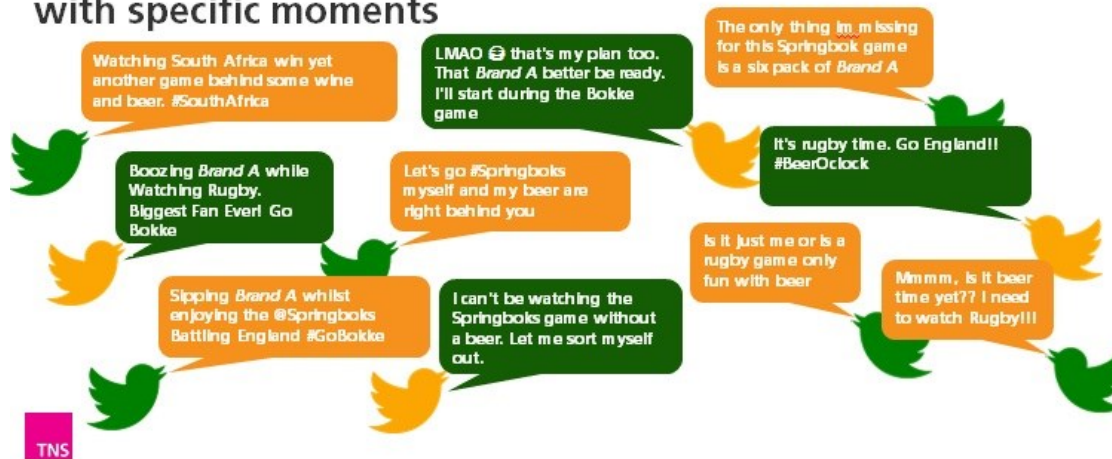 with specific moments
Watching South Africa win yet
another game behind some wine
and beer. #SouthAfrica
LMAO 😂 that's my plan too.
That Brand A better be ready.
I'll start during the Bokke
game
The only thing im missing
for this Springbok game
is a six pack of Brand A
Boozing Brand A while
Watching Rugby.
Biggest Fan Ever! Go
Bokke
Let's go #Springboks
myself and my beer are
right behind you
It's rugby time. Go England!!
#BeerOclock
Sipping Brand A whilst
enjoying the @Springboks
Battling England #GoBokke
I can't be watching the
Springboks game without
a beer. Let me sort myself
out.
Is it just me or is a
rugby game only
fun with beer
Mmmm, is it beer
time yet?? I need
to watch Rugby!!!
TNS